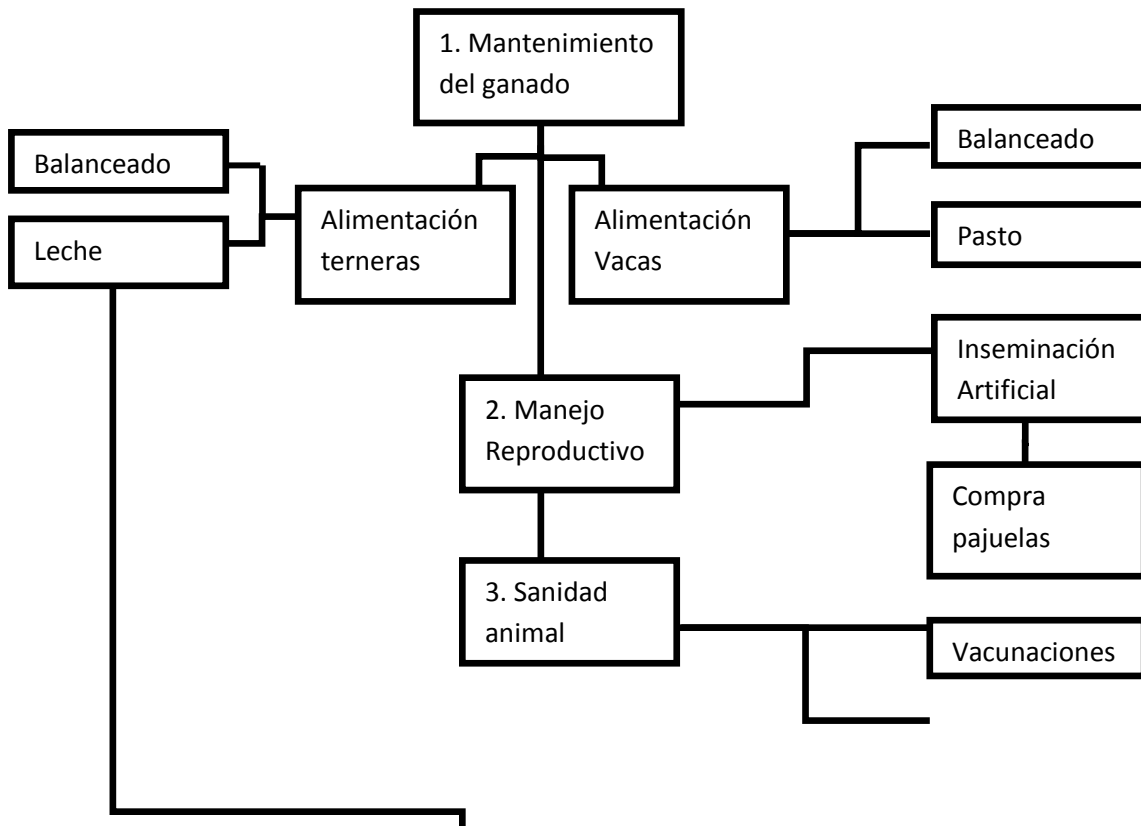 1. Mantenimiento
del ganado
Balanceado
Leche
Alimentación
terneras
Alimentación
Vacas
Balanceado
Pasto
2. Manejo
Reproductivo
Inseminación
Artificial
Compra
pajuelas
3. Sanidad
animal
Vacunaciones